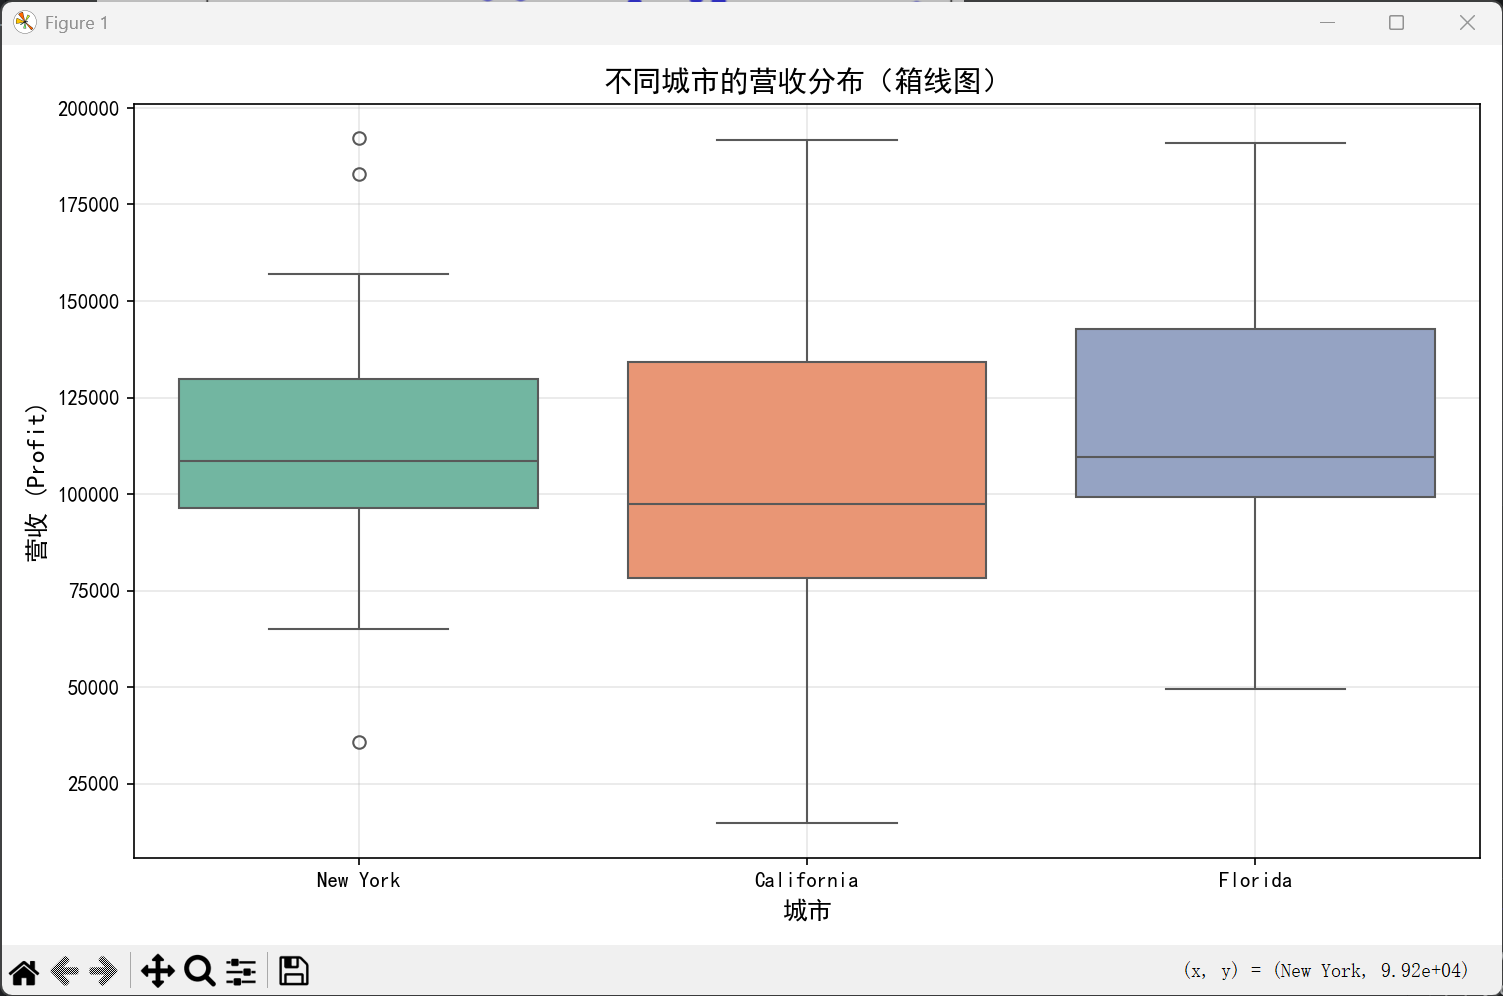 Figure 1
不同城市的营收分布（箱线图）
200000
175000
150000
125000
100000
75000
50000
25000
营收 (Profit)
New York
California
Florida
城市
(x, y) = (New York, 9.92e+04)